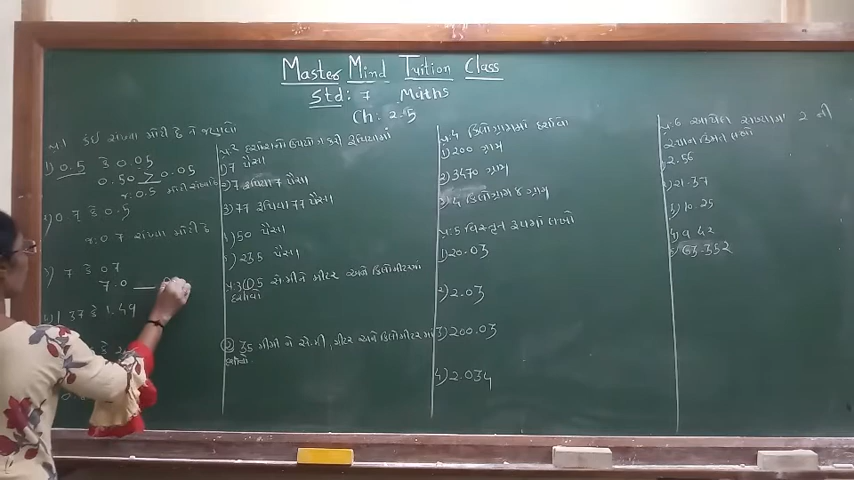 Master Mind Tuition Class
Std: 7 Maths
Ch: 2.5
પ્ર.1 કઈ સંખ્યા મોટી છે તે જણાવો
1) 0.5 કે 0.05
0.50 > 0.05
જ: 0.5 મોટી સંખ્યા છે
2) 0.7 કે 0.5
જ: 0.7 સંખ્યા મોટી છે
3) 7 કે 0.7
7.0
4) 1.37 કે 1.49
પ્ર.2 દશાંશનો ઉપયોગ કરી રૂપિયામાં
1) 7 પૈસા
2) 7 રૂપિયા 7 પૈસા
3) 77 રૂપિયા 77 પૈસા
4) 50 પૈસા
5) 235 પૈસા
પ્ર.3 (1) 5 સેમીને મીટર અને કિલોમીટરમાં
દર્શાવો
(2) 35 મીમી ને સે.મી, મીટર અને કિલોમીટરમાં
દર્શાવો.
પ્ર.4 કિલોગ્રામમાં દર્શાવો
1) 200 ગ્રામ
2) 3470 ગ્રામ
3) 4 કિલોગ્રામ 8 ગ્રામ
પ્ર.5 વિસ્તૃત રૂપમાં લખો
1) 20.03
2) 2.03
3) 200.03
4) 2.034
પ્ર.6 આપેલ સંખ્યામાં 2 ની
સ્થાન કિંમત લખો
1) 2.56
2) 21.37
3) 10.25
4) 9.42
5) 63.352